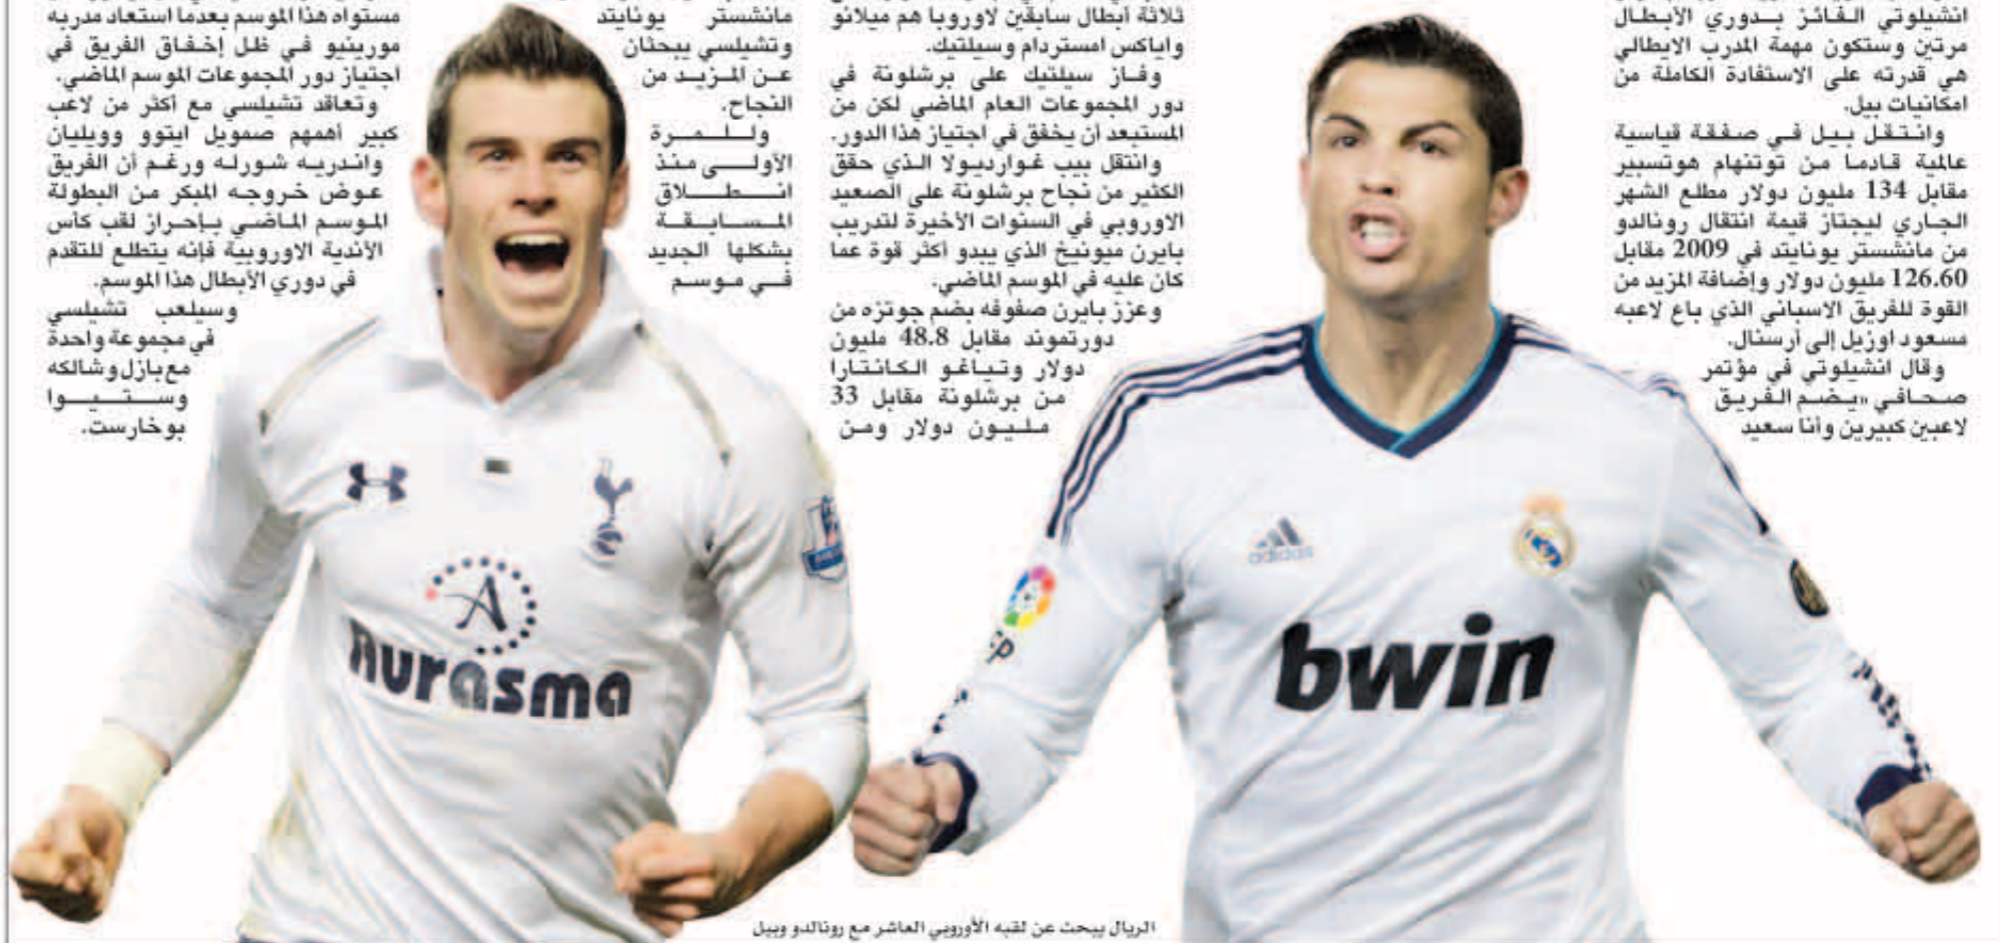 انشيلوتي الفائز بدوري الأبطال
مرتين وستكون مهمة المدرب الايطالي
هي قدرته على الاستفادة الكاملة من
امكانيات بيل.
وانتقل بيل في صفقة قياسية
عالمية قادما من توتنهام هوتسبير
مقابل 134 مليون دولار مطلع الشهر
الجاري ليجتاز قيمة انتقال رونالدو
من مانشستر يونايتد في 2009 مقابل
126.60 مليون دولار وإضافة المزيد من
القوة للفريق الاسباني الذي باع لاعبه
مسعود اوزيل إلى أرسنال.
وقال انشيلوتي في مؤتمر
صحافي «يضم الفريق
لاعبين كبيرين وأنا سعيد
ثلاثة أبطال سابقين لاوروبا هم ميلانو
واياكس امستردام وسيلتيك.
وفاز سيلتيك على برشلونة في
دور المجموعات العام الماضي لكن من
المستبعد أن يخفق في اجتياز هذا الدور.
وانتقل بيب غوارديولا الذي حقق
الكثير من نجاح برشلونة على الصعيد
الاوروبي في السنوات الأخيرة لتدريب
بايرن ميونيخ الذي يبدو أكثر قوة عما
كان عليه في الموسم الماضي.
وعزز بايرن صفوفه بضم جوتزه من
دورتموند مقابل 48.8 مليون
دولار وتياغو الكانتارا
من برشلونة مقابل 33
مليون دولار ومن
مانشستر يونايتد
وتشيلسي يبحثان
عن المزيد من
النجاح.
وللمرة
الأولى منذ
انطلاق
المسابقة
بشكلها الجديد
في موسم
مستواه هذا الموسم بعدما استعاد مدربه
مورينيو في ظل إخفاق الفريق في
اجتياز دور المجموعات الموسم الماضي.
وتعاقد تشيلسي مع أكثر من لاعب
كبير أهمهم صمويل ايتوو وويليان
واندريه شورله ورغم أن الفريق
عوض خروجه المبكر من البطولة
الموسم الماضي بإحراز لقب كأس
الأندية الاوروبية فإنه يتطلع للتقدم
في دوري الأبطال هذا الموسم.
وسيلعب تشيلسي
في مجموعة واحدة
مع بازل وشالكه
وستيوا
بوخارست.
adidas
bwin
Aurasma
الريال يبحث عن لقبه الأوروبي العاشر مع رونالدو وبيل